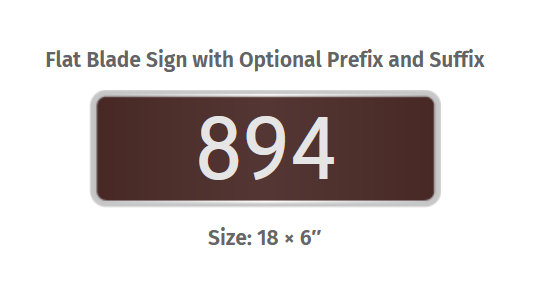 Flat Blade Sign with Optional Prefix and Suffix
894
Size: 18 × 6″